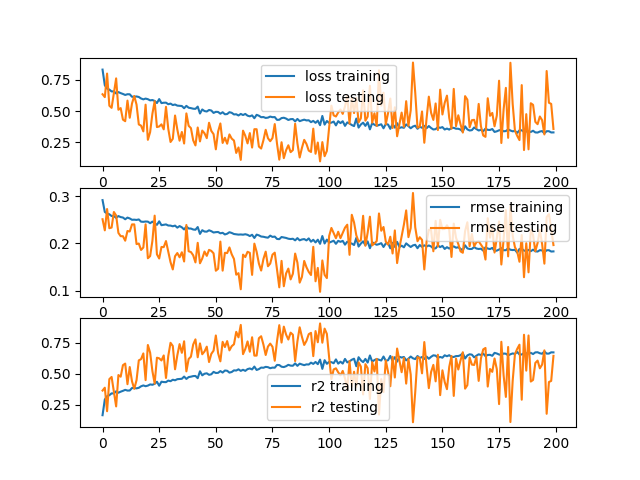 0.75
0.50
0.25
loss training
loss testing
0 25 50 75 100 125 150 175 200
0.3
0.2
0.1
rmse training
rmse testing
0 25 50 75 100 125 150 175 200
0.75
0.50
0.25
r2 training
r2 testing
0 25 50 75 100 125 150 175 200